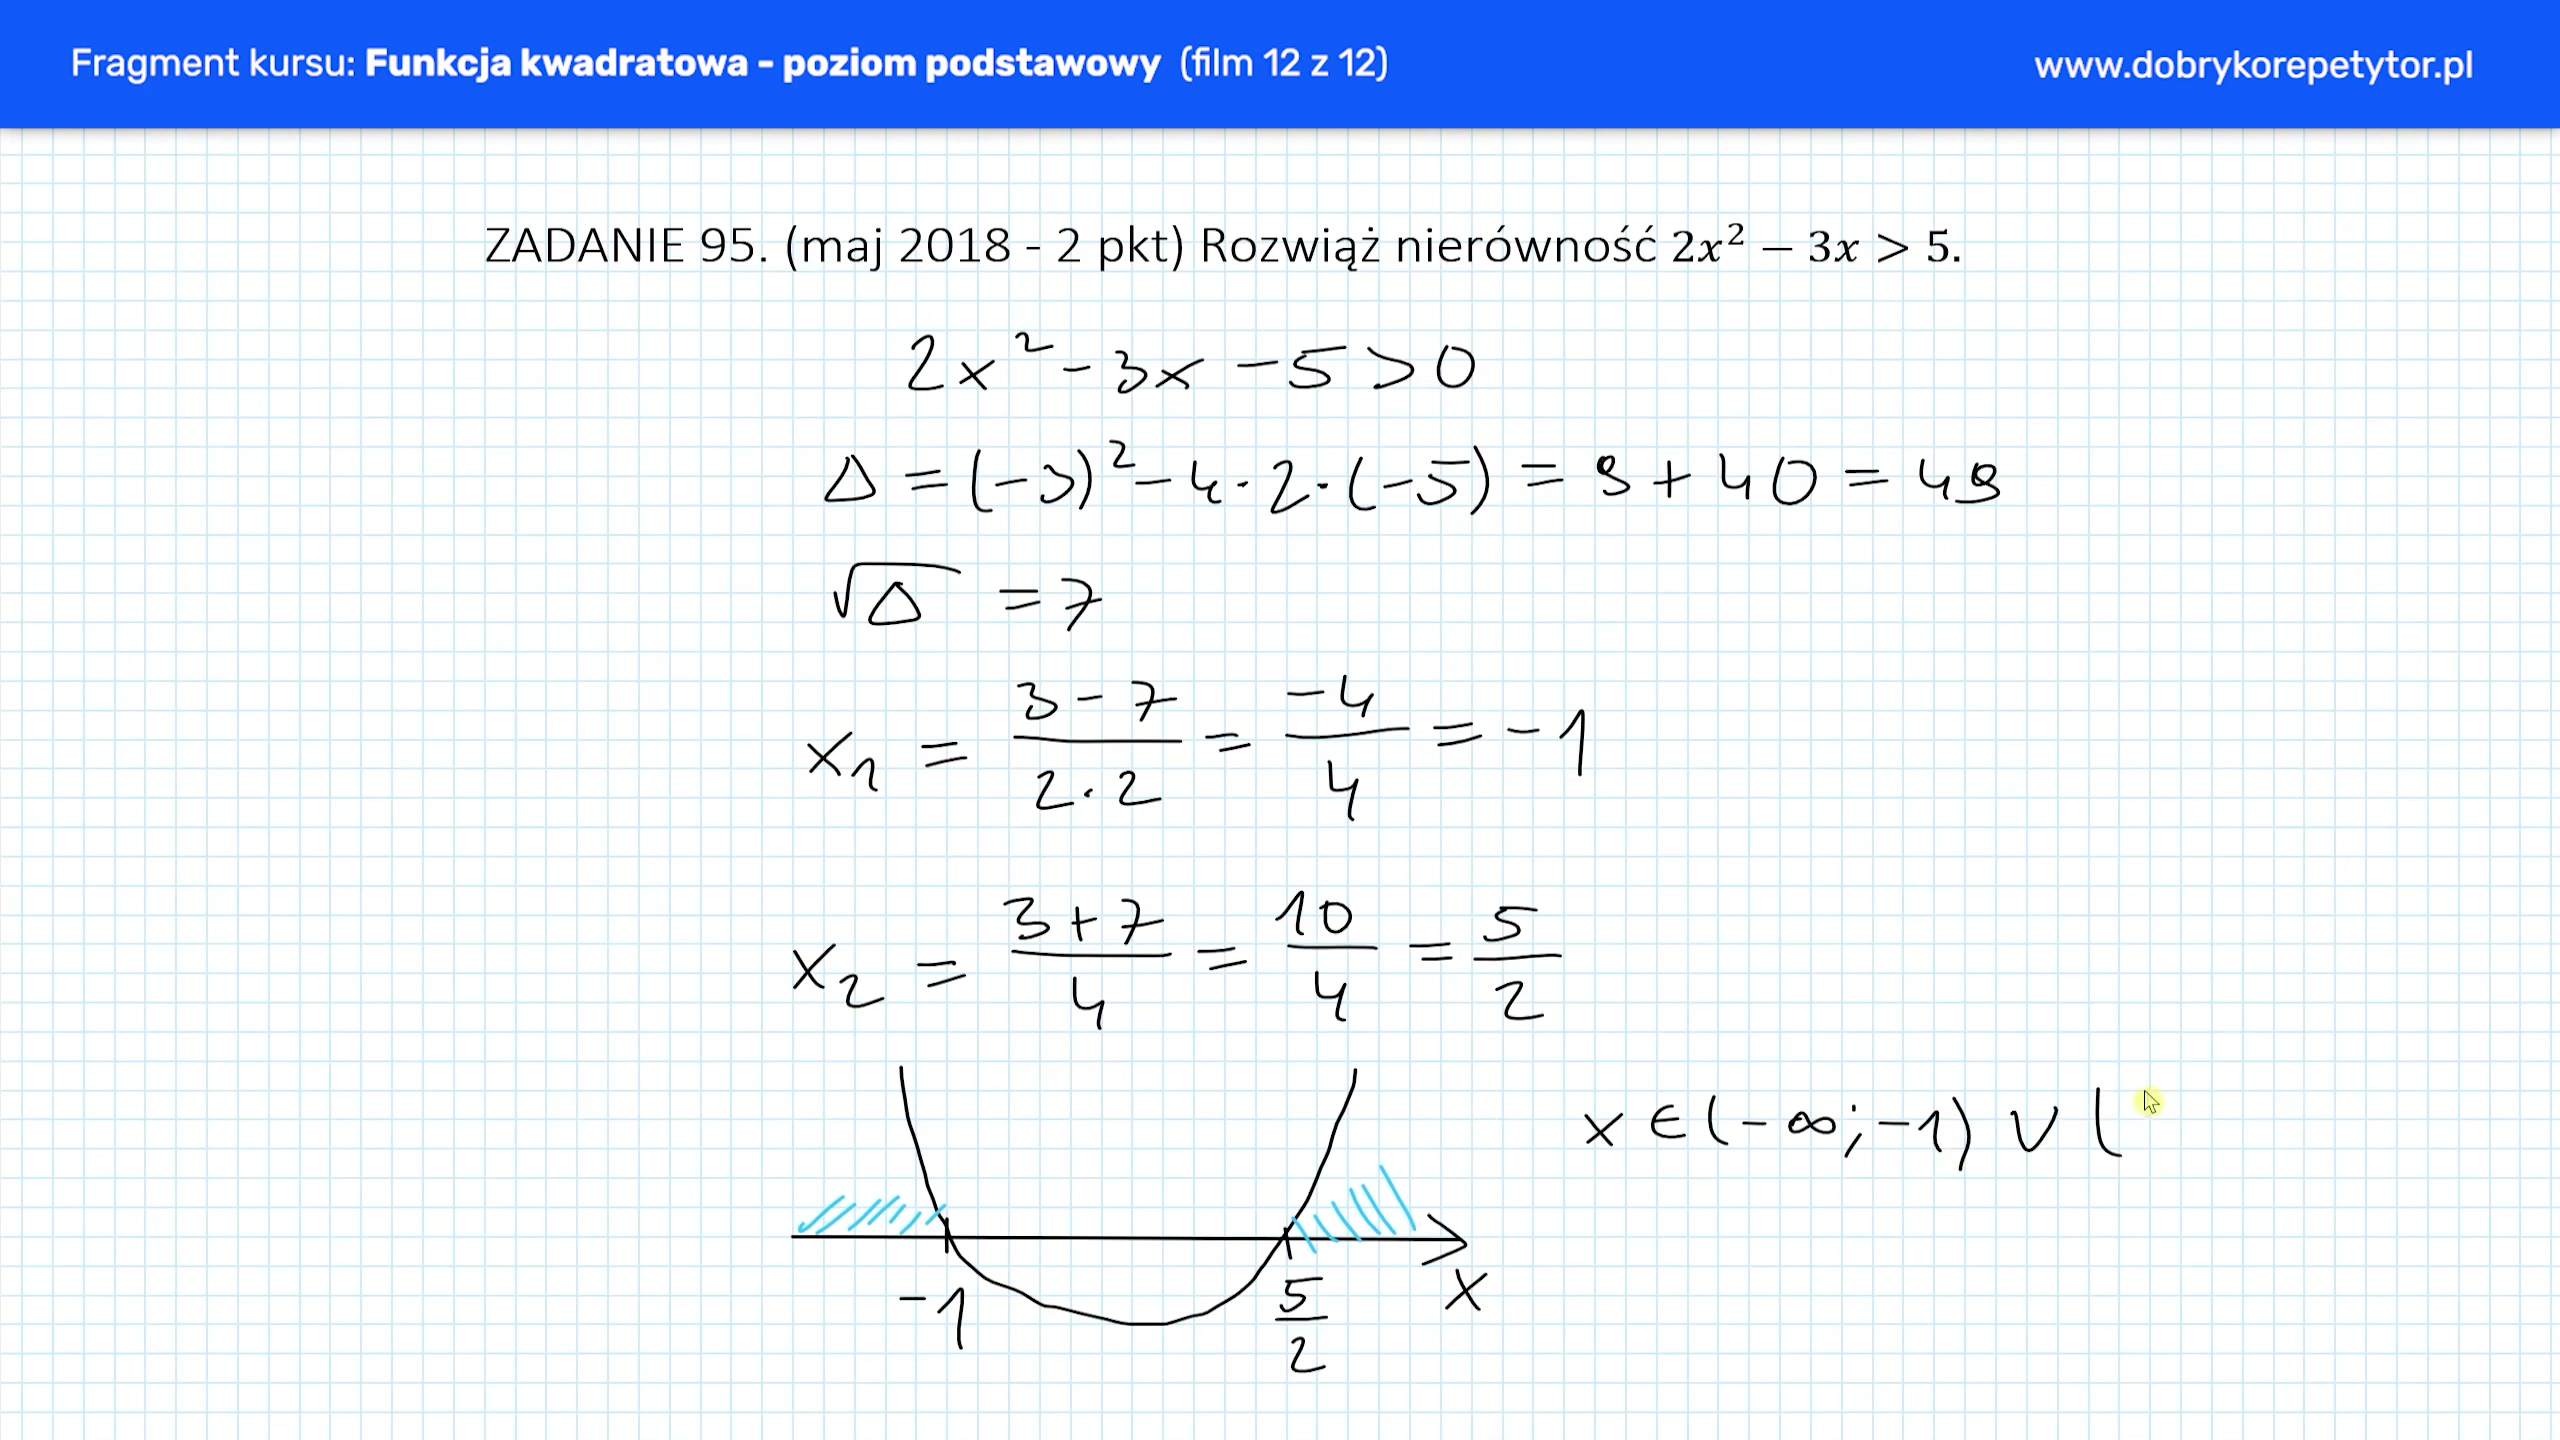 Fragment kursu: Funkcja kwadratowa - poziom podstawowy (film 12 z 12)
www.dobrykorepetytor.pl
ZADANIE 95. (maj 2018 - 2 pkt) Rozwiąż nierówność 2x² − 3x > 5.
2x² - 3x - 5 > 0
Δ = (-3)² - 4 · 2 · (-5) = 9 + 40 = 49
√Δ = 7
x₁ = (3 - 7)/(2 · 2) = -4/4 = -1
x₂ = (3 + 7)/4 = 10/4 = 5/2
x ∈ (-∞; -1) ∪ (
-1
5/2
x